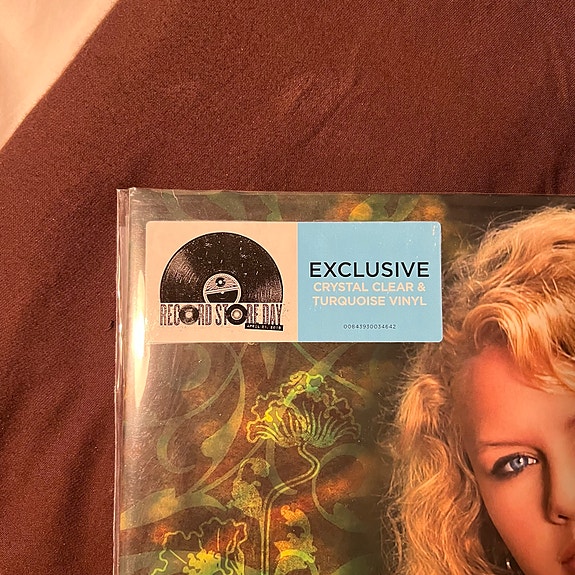 RECORD STORE DAY
APRIL 21, 2018
EXCLUSIVE
CRYSTAL CLEAR &
TURQUOISE VINYL
00843930034642